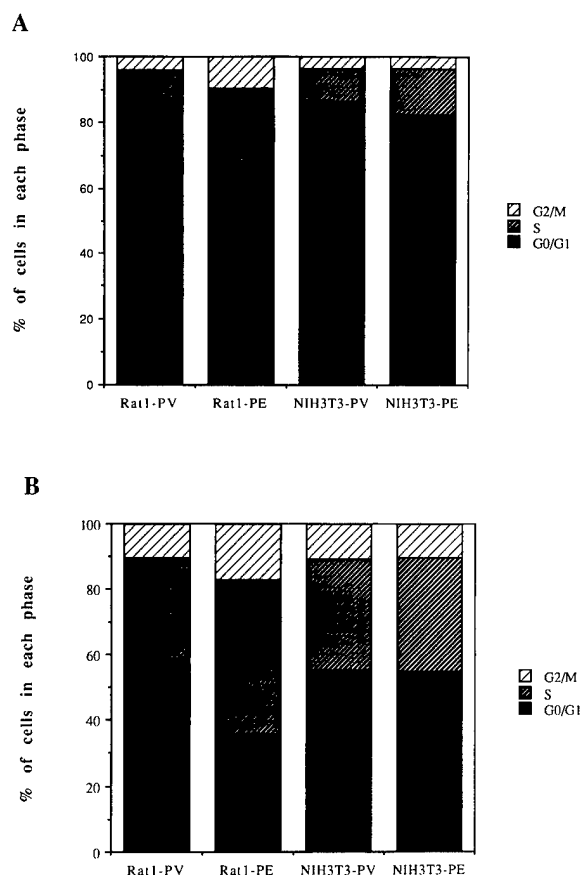 A
% of cells in each phase
100
80
60
40
20
0
G2/M
S
G0/G1
Rat1-PV Rat1-PE NIH3T3-PV NIH3T3-PE
B
% of cells in each phase
100
80
60
40
20
0
G2/M
S
G0/G1
Rat1-PV Rat1-PE NIH3T3-PV NIH3T3-PE